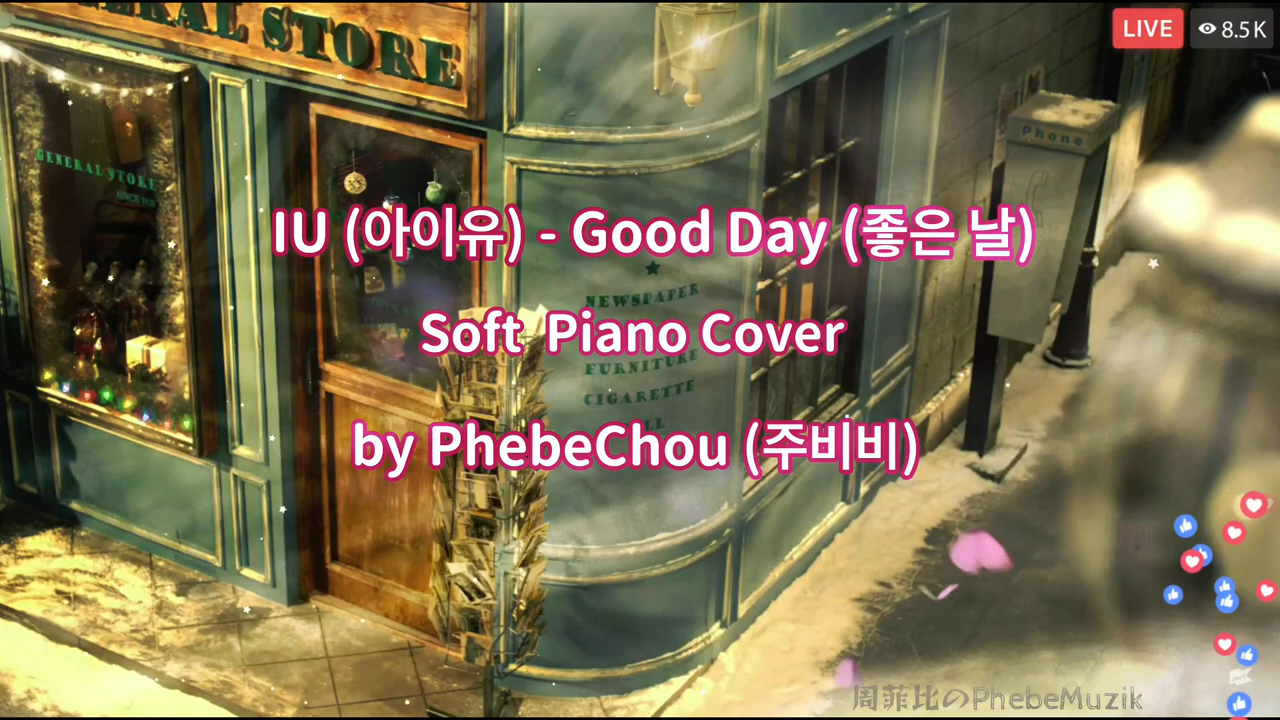 GENERAL STORE
LIVE
8.5K
Phone
GENERAL STORE
SINCE
IU (아이유) - Good Day (좋은 날)
NEWSPAPER
Soft Piano Cover
FURNITURE
CIGARETTE
by PhebeChou (주비비)
周菲比のPhebeMuzik